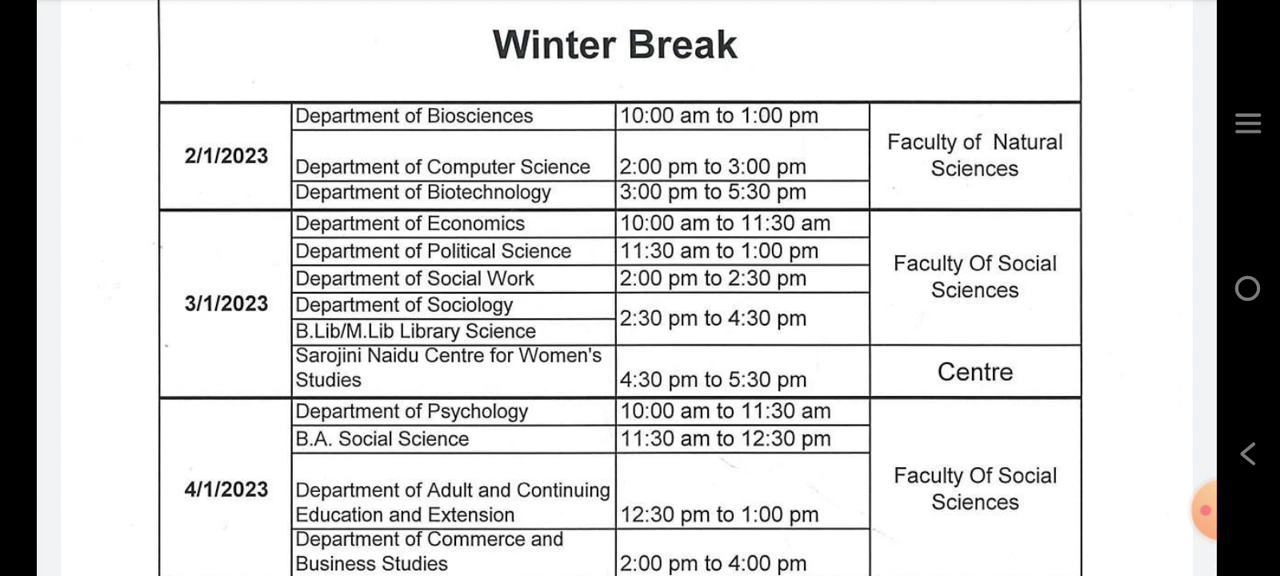 Winter Break
2/1/2023
Department of Biosciences
10:00 am to 1:00 pm
Department of Computer Science
2:00 pm to 3:00 pm
Department of Biotechnology
3:00 pm to 5:30 pm
Faculty of Natural
Sciences
3/1/2023
Department of Economics
10:00 am to 11:30 am
Department of Political Science
11:30 am to 1:00 pm
Department of Social Work
2:00 pm to 2:30 pm
Department of Sociology
B.Lib/M.Lib Library Science
2:30 pm to 4:30 pm
Faculty Of Social
Sciences
Sarojini Naidu Centre for Women's
Studies
4:30 pm to 5:30 pm
Centre
4/1/2023
Department of Psychology
10:00 am to 11:30 am
B.A. Social Science
11:30 am to 12:30 pm
Department of Adult and Continuing
Education and Extension
12:30 pm to 1:00 pm
Department of Commerce and
Business Studies
2:00 pm to 4:00 pm
Faculty Of Social
Sciences